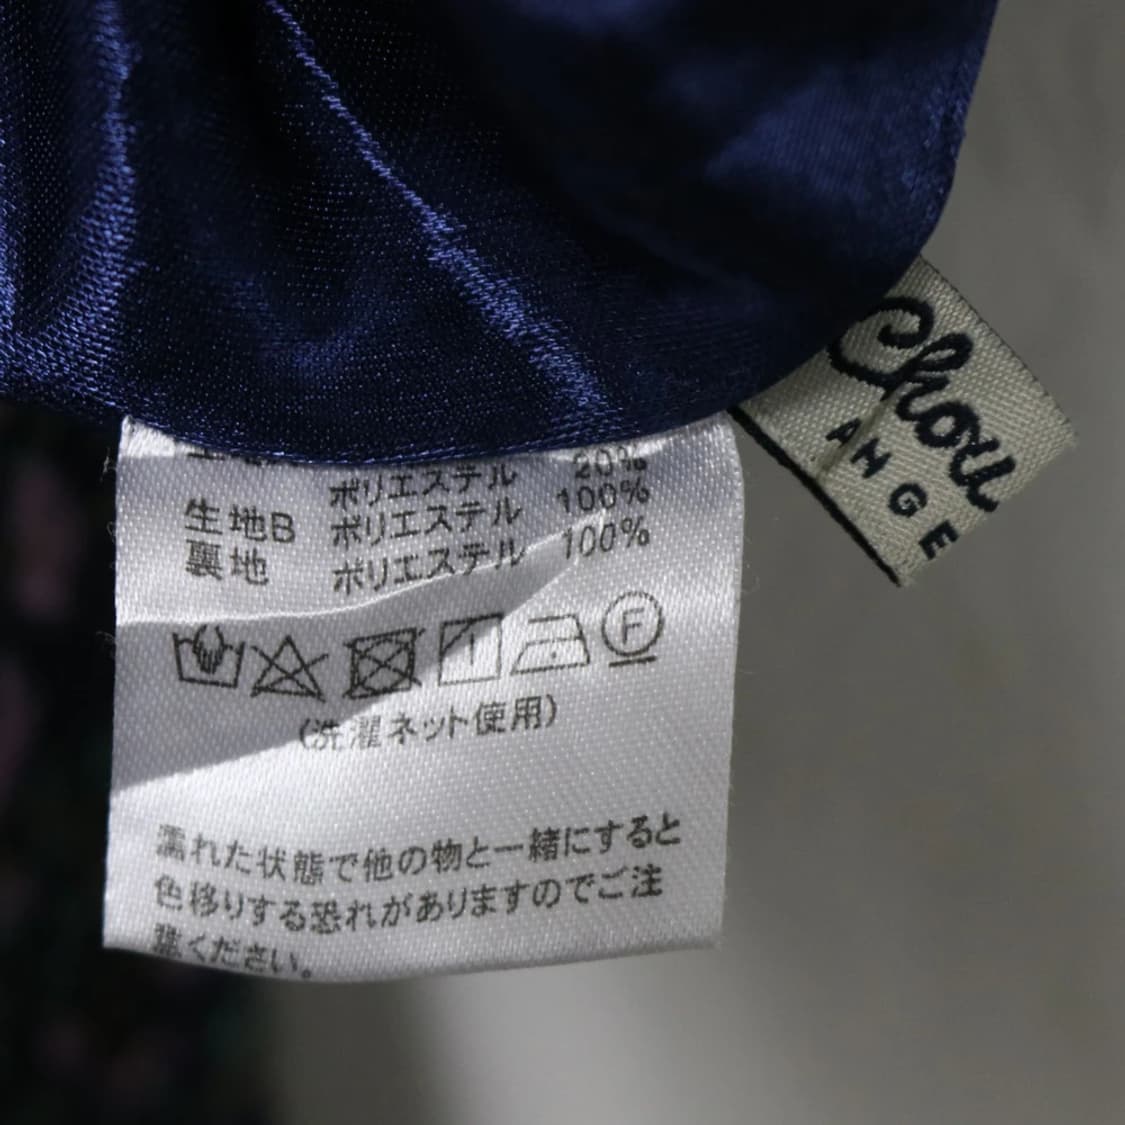 ポリエステル 20%
生地B ポリエステル 100%
裏地 ポリエステル 100%
F
(洗濯ネット使用)
濡れた状態で他の物と一緒にすると
色移りする恐れがありますのでご注
意ください。
Chou
ANGE